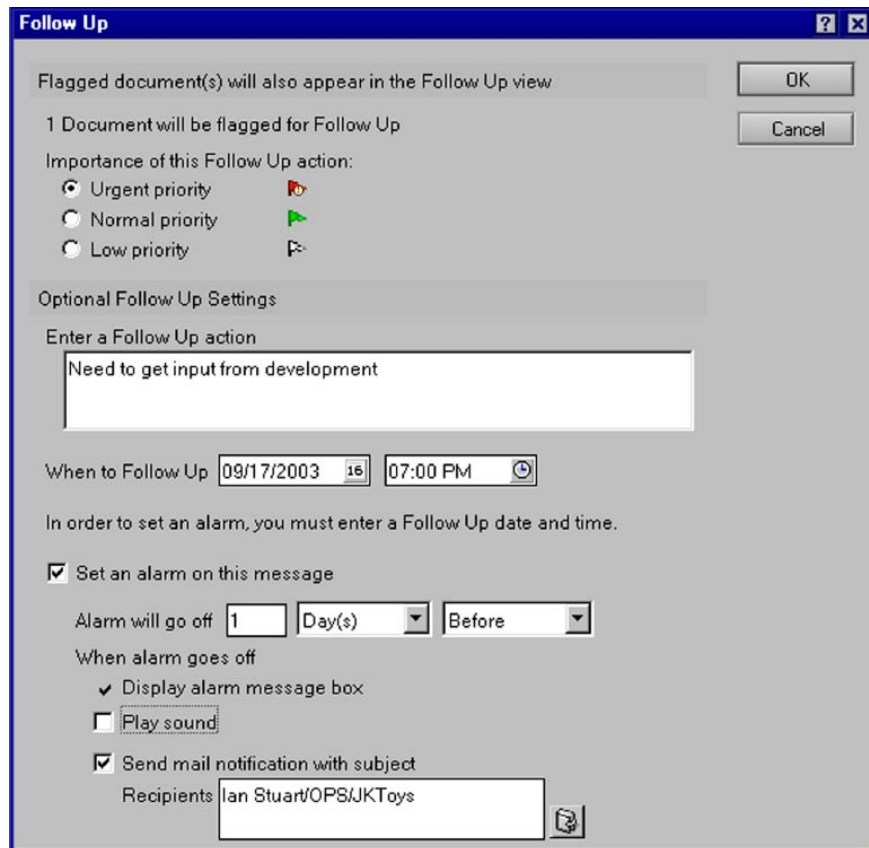 Follow Up
Flagged document(s) will also appear in the Follow Up view
OK
1 Document will be flagged for Follow Up
Cancel
Importance of this Follow Up action:
Urgent priority
Normal priority
Low priority
Optional Follow Up Settings
Enter a Follow Up action
Need to get input from development
When to Follow Up 09/17/2003 16 07:00 PM
In order to set an alarm, you must enter a Follow Up date and time.
Set an alarm on this message
Alarm will go off 1 Day(s) Before
When alarm goes off
Display alarm message box
Play sound
Send mail notification with subject
Recipients Ian Stuart/OPS/JKToys